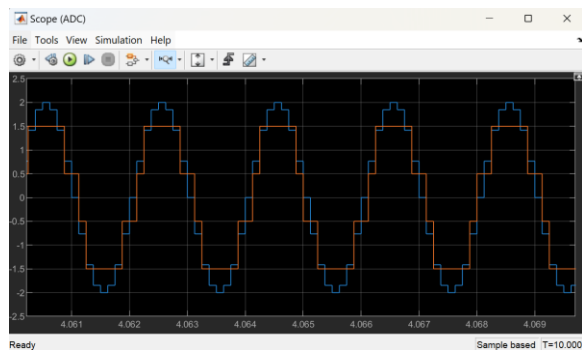 Scope (ADC)
File Tools View Simulation Help
2.5
2
1.5
1
0.5
0
-0.5
-1
-1.5
-2
-2.5
4.061 4.062 4.063 4.064 4.065 4.066 4.067 4.068 4.069
Ready Sample based T=10.000